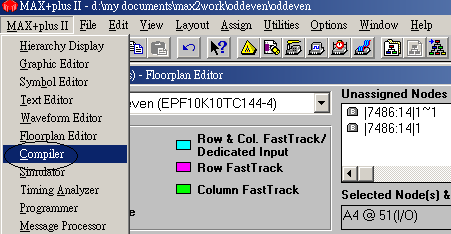 MAX+plus II - d:\my documents\max2work\oddeven\oddeven
MAX+plus II File Edit View Layout Assign Utilities Options Window Help
Hierarchy Display
Graphic Editor
Symbol Editor
Text Editor
Waveform Editor
Floorplan Editor
Compiler
Simulator
Timing Analyzer
Programmer
Message Processor
s) - Floorplan Editor
even (EPF10K10TC144-4)
Row & Col. FastTrack/
Dedicated Input
Row FastTrack
Column FastTrack
Unassigned Nodes
|7486:14|1~1
|7486:14|1
Selected Node(s) &
A4 @ 51(I/O)